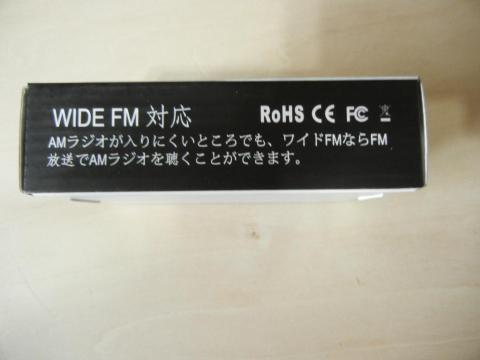 WIDE FM 対応 RoHS CE FC
AMラジオが入りにくいところでも、ワイドFMならFM
放送でAMラジオを聴くことができます。